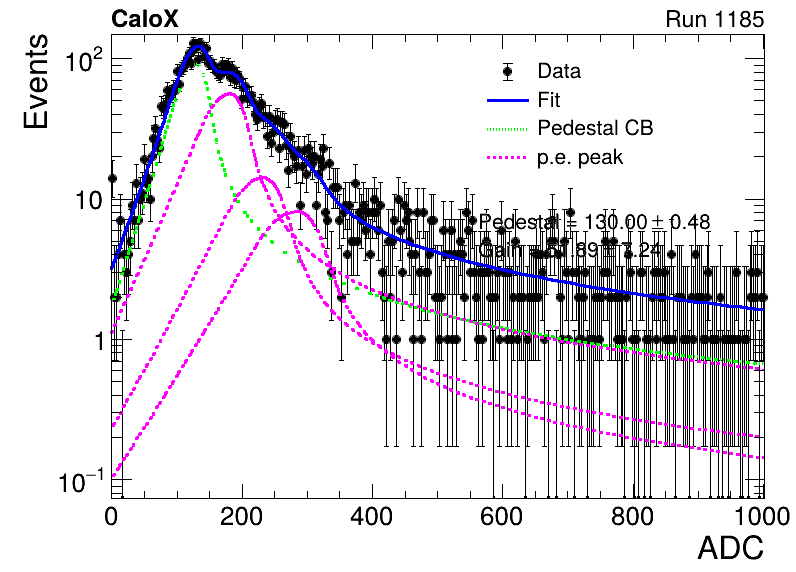 CaloX Run 1185
Events
Data
Fit
Pedestal CB
p.e. peak
Pedestal = 130.00 ± 0.48
Gain =
10²
10
1
10⁻¹
0 200 400 600 800 1000
ADC